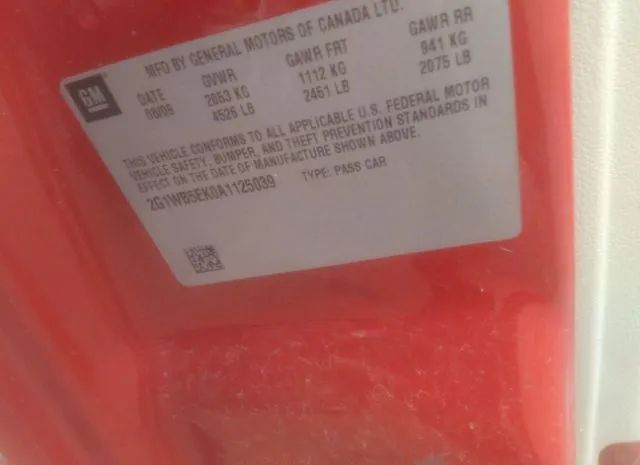 MFD BY GENERAL MOTORS OF CANADA LTD.
GM
DATE GVWR GAWR FRT GAWR RR
08/09 2053 KG 1112 KG 941 KG
4526 LB 2451 LB 2075 LB
THIS VEHICLE CONFORMS TO ALL APPLICABLE U.S. FEDERAL MOTOR
VEHICLE SAFETY, BUMPER, AND THEFT PREVENTION STANDARDS IN
EFFECT ON THE DATE OF MANUFACTURE SHOWN ABOVE.
2G1WB5EK0A1125039 TYPE: PASS CAR